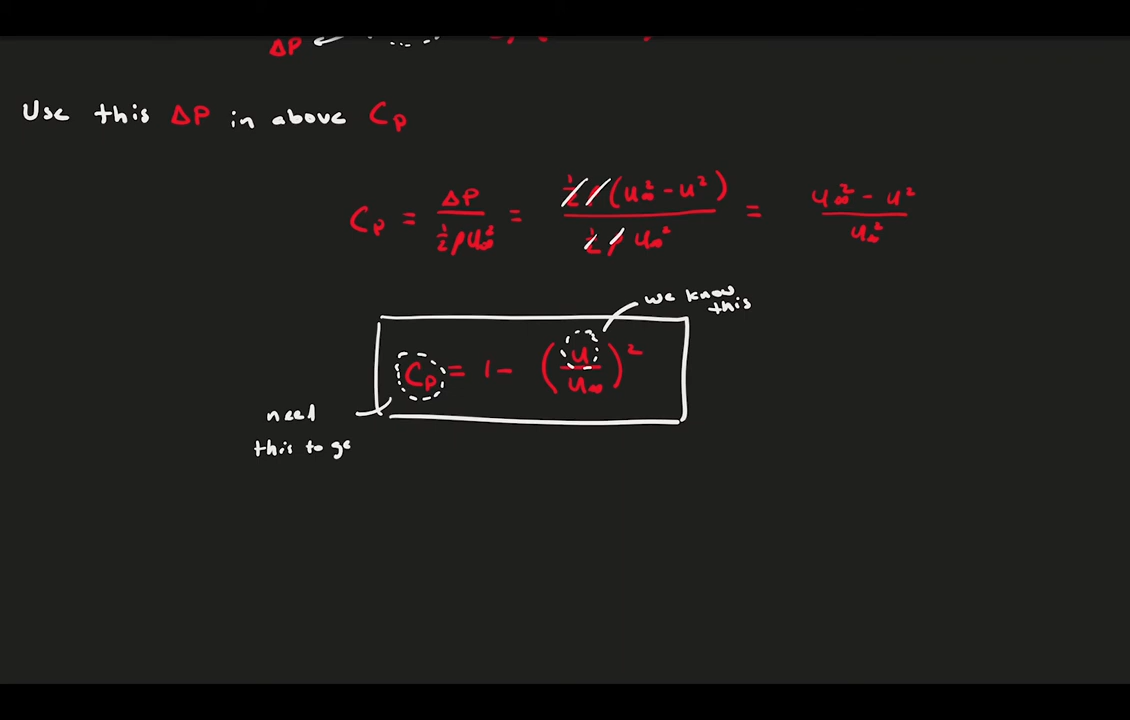 ΔP
Use this ΔP in above Cp
Cp = ΔP / ½ρu∞² = ½ρ(u∞² - u²) / ½ρu∞² = u∞² - u² / u∞²
we know
this
Cp = 1 - (u / u∞)²
need
this to ge